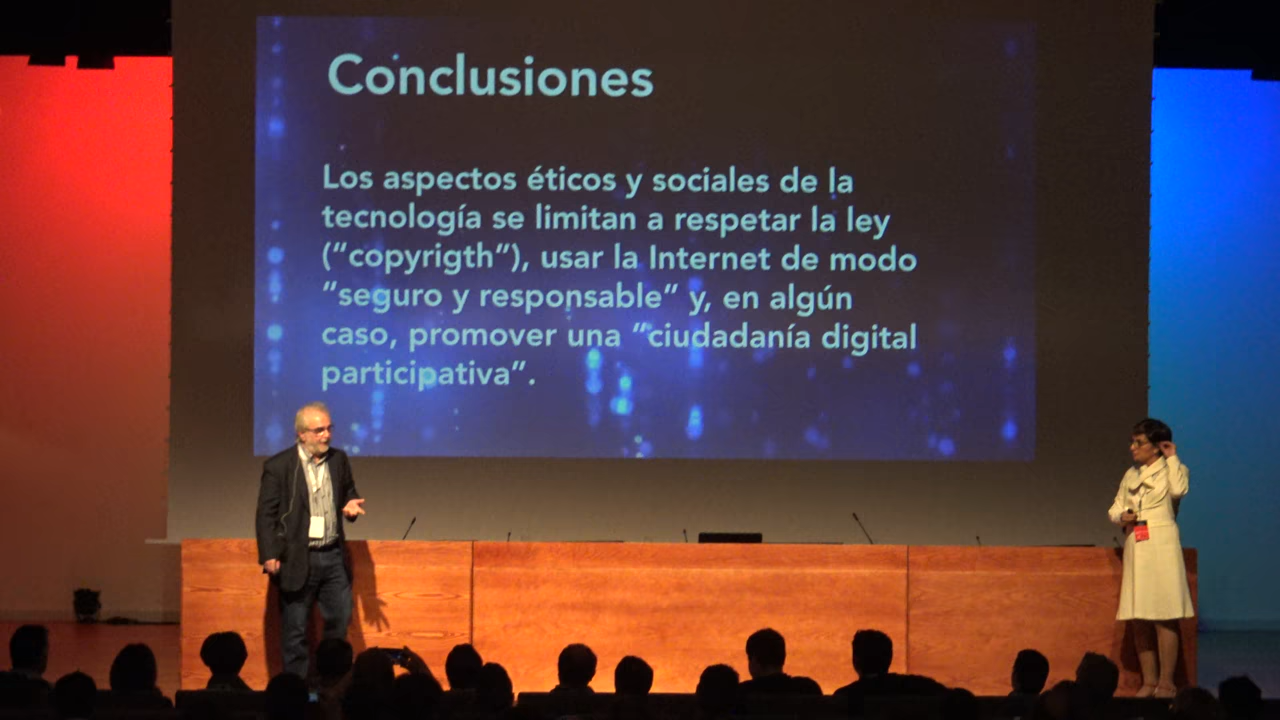 Conclusiones
Los aspectos éticos y sociales de la
tecnología se limitan a respetar la ley
("copyrigth"), usar la Internet de modo
"seguro y responsable" y, en algún
caso, promover una "ciudadanía digital
participativa".